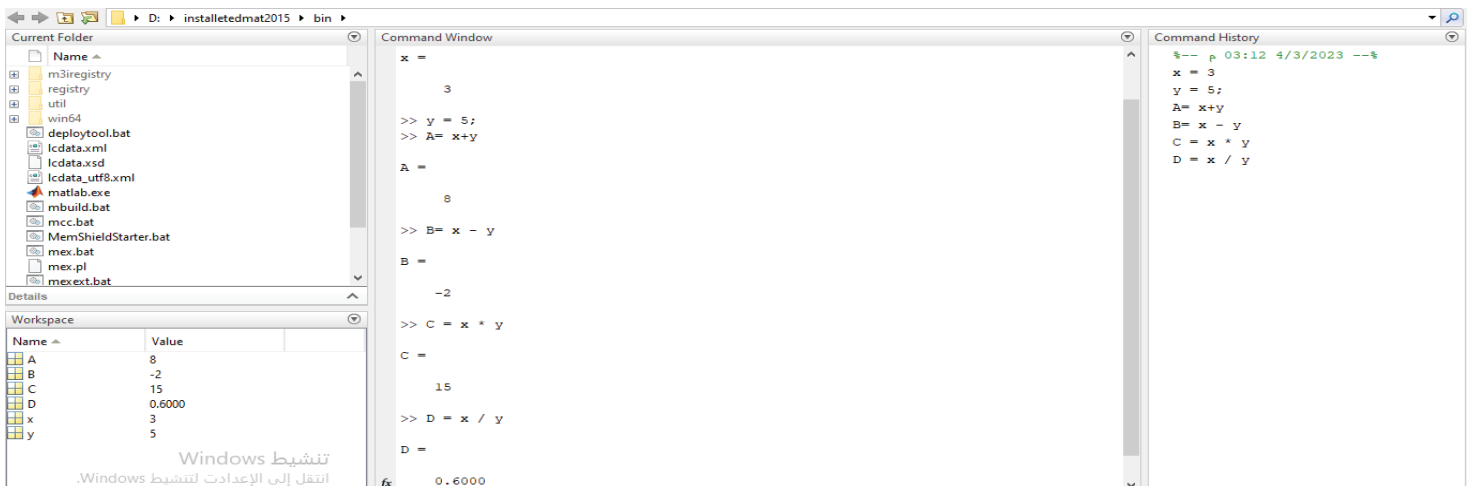 D: installetedmat2015 bin
Current Folder
Name
m3iregistry
registry
util
win64
deploytool.bat
lcdata.xml
lcdata.xsd
lcdata_utf8.xml
matlab.exe
mbuild.bat
mcc.bat
MemShieldStarter.bat
mex.bat
mex.pl
mexext.bat
Details
Workspace
Name Value
A 8
B -2
C 15
D 0.6000
x 3
y 5
تنشيط Windows
انتقل إلى الإعدادت لتنشيط Windows.
Command Window
x =
3
>> y = 5;
>> A= x+y
A =
8
>> B= x - y
B =
-2
>> C = x * y
C =
15
>> D = x / y
D =
0.6000
fx
Command History
%-- م 03:12 4/3/2023 --%
x = 3
y = 5;
A= x+y
B= x - y
C = x * y
D = x / y